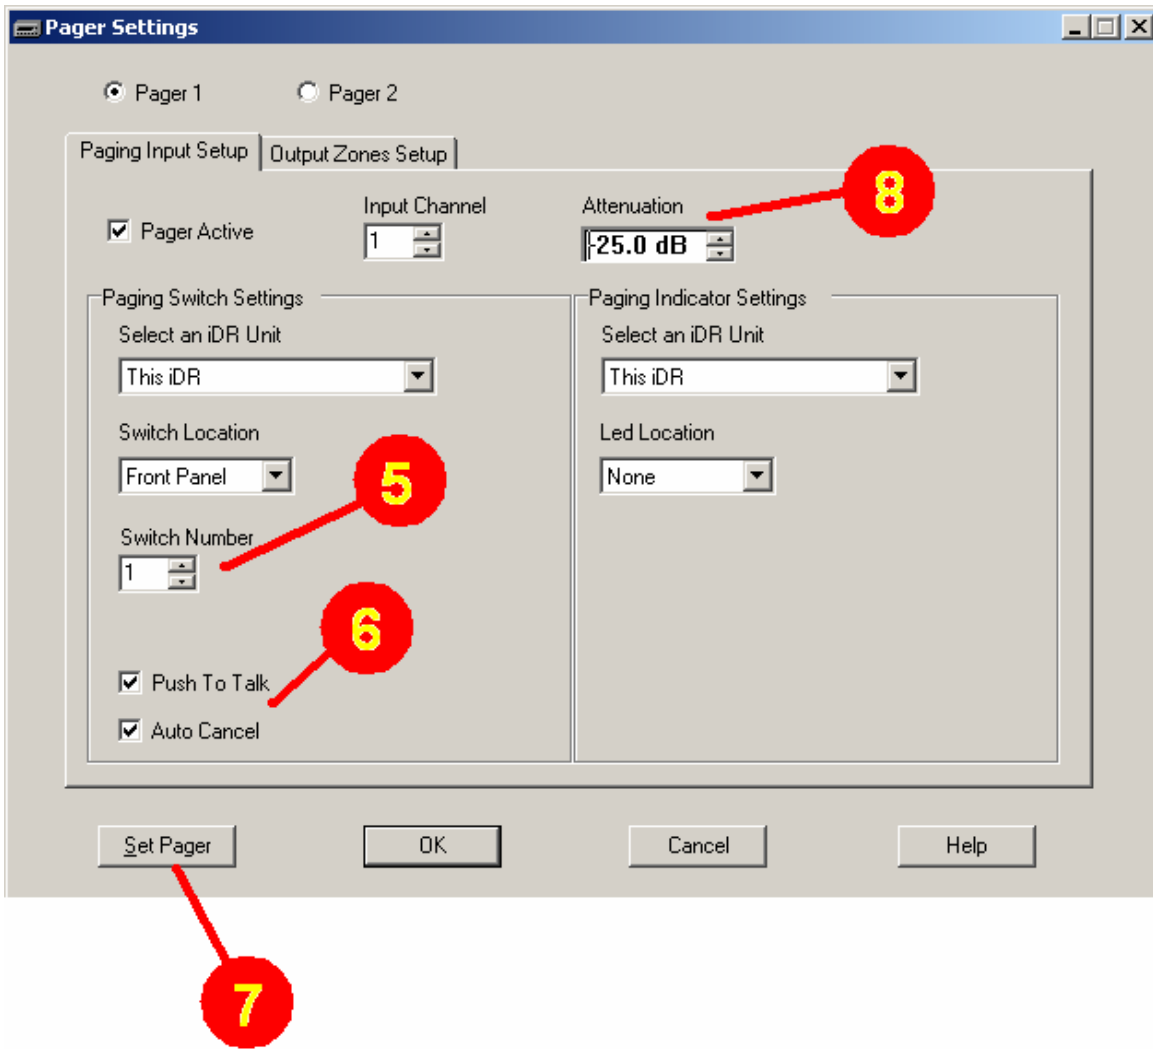 Pager Settings
Pager 1 Pager 2
Paging Input Setup Output Zones Setup
8
Input Channel Attenuation
Pager Active 1 -25.0 dB
Paging Switch Settings Paging Indicator Settings
Select an iDR Unit Select an iDR Unit
This iDR This iDR
Switch Location Led Location
Front Panel None
5
Switch Number
1
6
Push To Talk
Auto Cancel
Set Pager OK Cancel Help
7